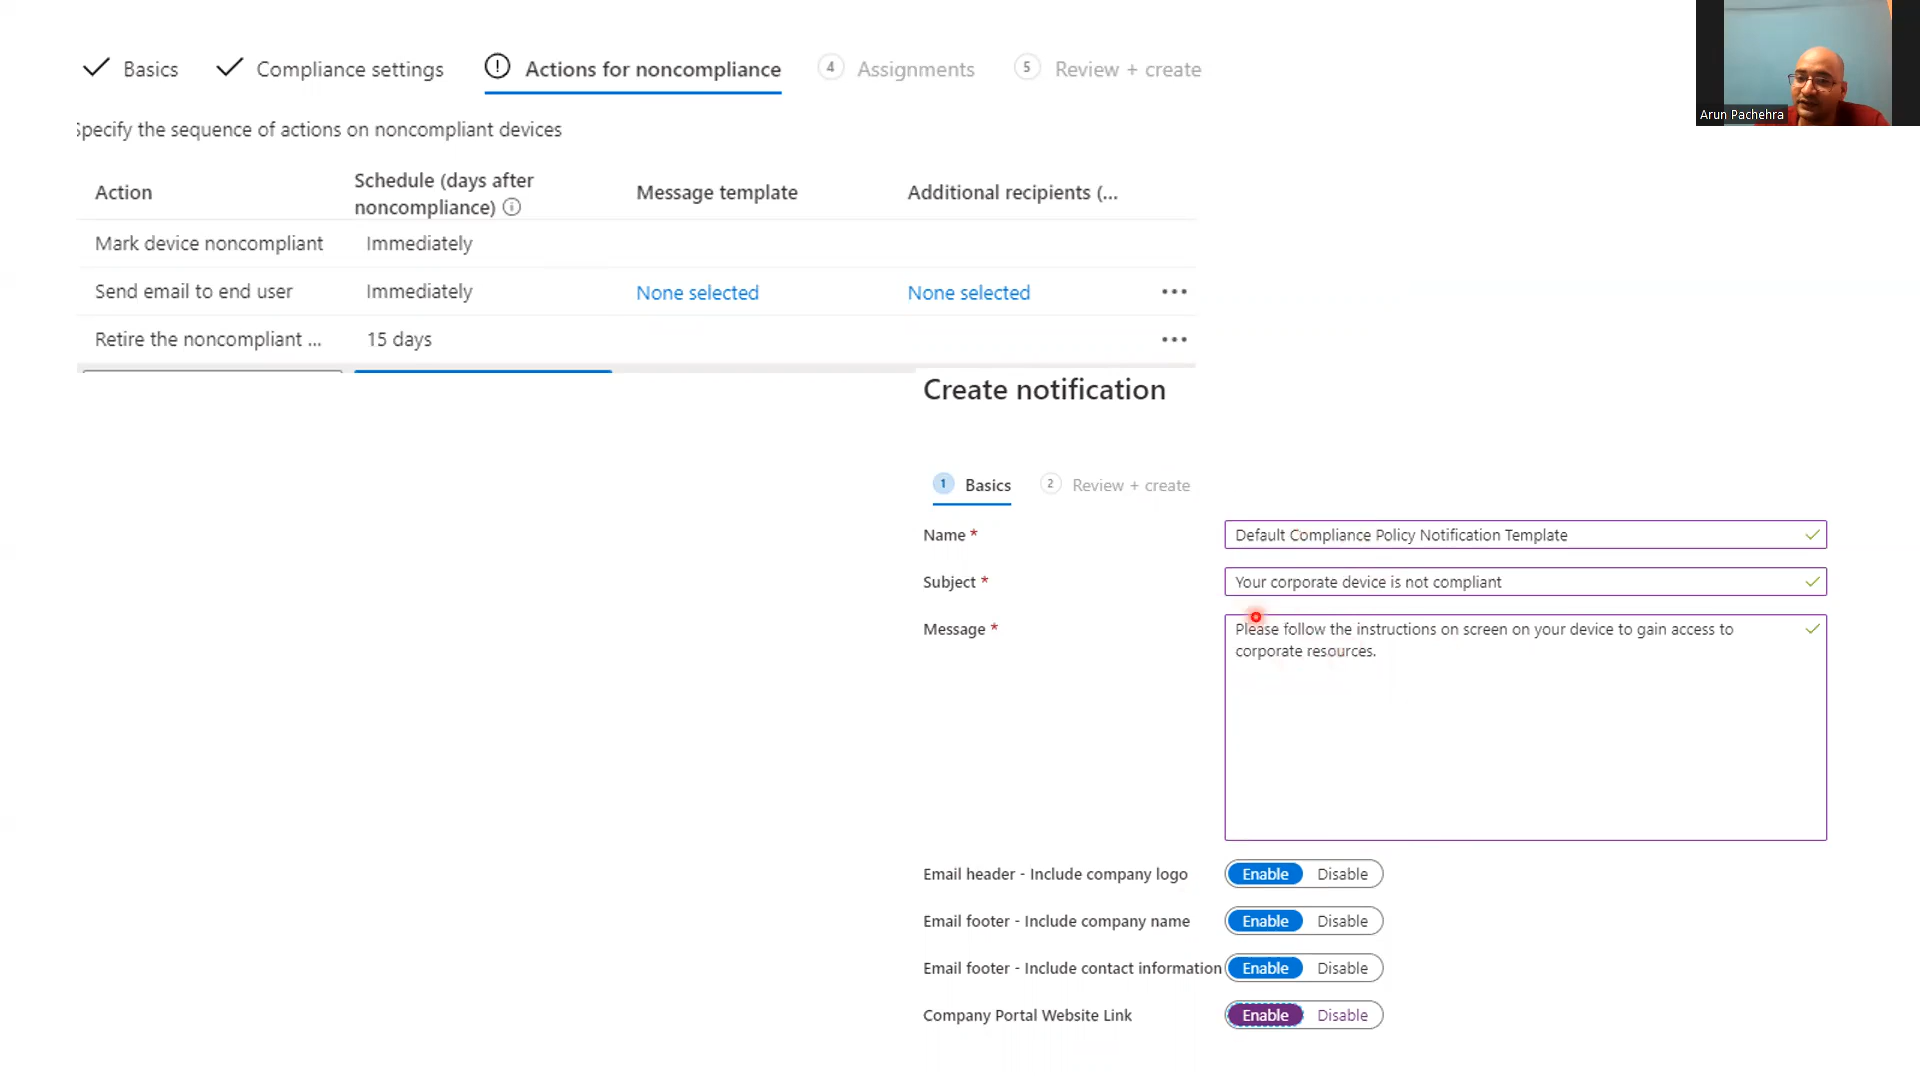 Basics
Compliance settings
Actions for noncompliance
4 Assignments
5 Review + create
Arun Pachehra
Specify the sequence of actions on noncompliant devices
Action
Schedule (days after
noncompliance)
Message template
Additional recipients (...
Mark device noncompliant
Immediately
Send email to end user
Immediately
None selected
None selected
Retire the noncompliant ...
15 days
Create notification
1 Basics
2 Review + create
Name *
Default Compliance Policy Notification Template
Subject *
Your corporate device is not compliant
Message *
Please follow the instructions on screen on your device to gain access to
corporate resources.
Email header - Include company logo
Enable Disable
Email footer - Include company name
Enable Disable
Email footer - Include contact information
Enable Disable
Company Portal Website Link
Enable Disable